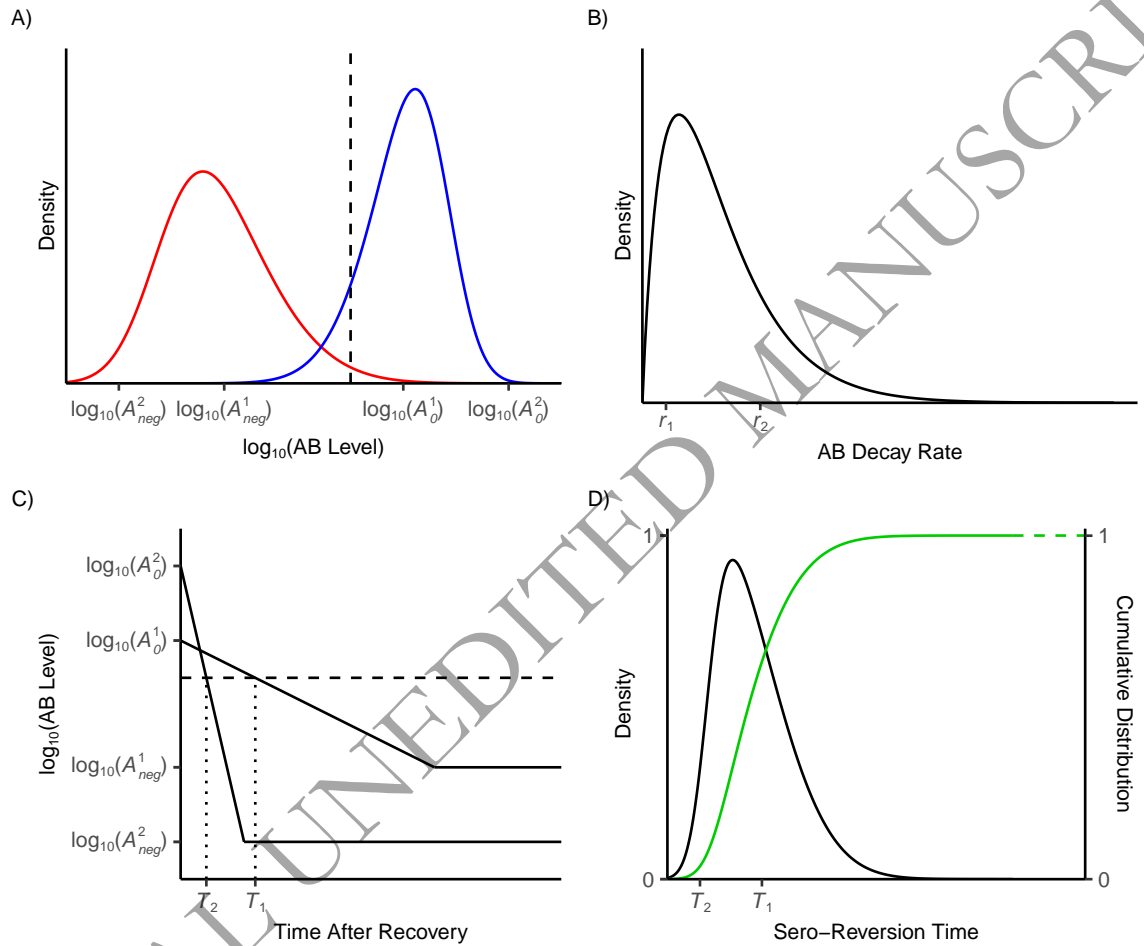 A)
Density
log₁₀(A²neg) log₁₀(A¹neg) log₁₀(A¹₀) log₁₀(A²₀)
log₁₀(AB Level)
B)
Density
r₁ r₂
AB Decay Rate
C)
log₁₀(AB Level)
log₁₀(A²₀)
log₁₀(A¹₀)
log₁₀(A¹neg)
log₁₀(A²neg)
T₂ T₁
Time After Recovery
D)
Density
1
0
1
0
Cumulative Distribution
T₂ T₁
Sero−Reversion Time
UNEDITED MANUSCRI